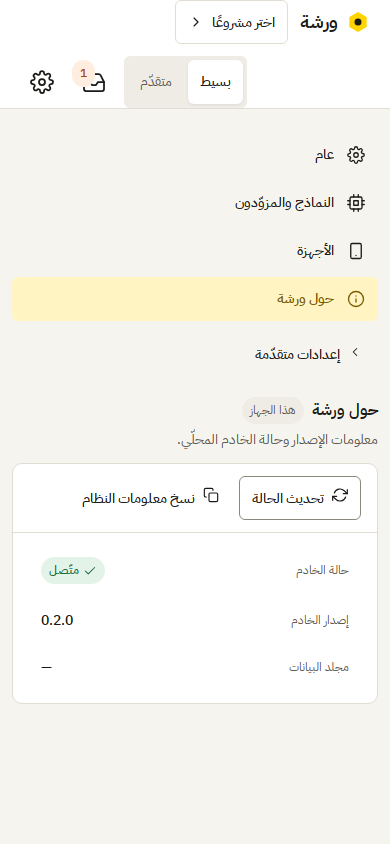 ورشة
اختر مشروعًا
بسيط
متقدّم
1
عام
النماذج والمزوّدون
الأجهزة
حول ورشة
إعدادات متقدّمة
حول ورشة هذا الجهاز
معلومات الإصدار وحالة الخادم المحلّي.
تحديث الحالة
نسخ معلومات النظام
حالة الخادم
متّصل
إصدار الخادم
0.2.0
مجلد البيانات
—